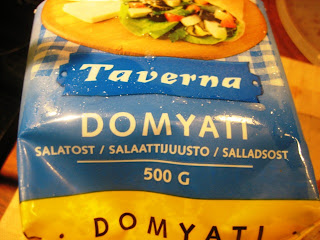 Taverna
DOMYATI
SALATOST / SALAATTIJUUSTO / SALLADSOST
500 G
DOMYATI